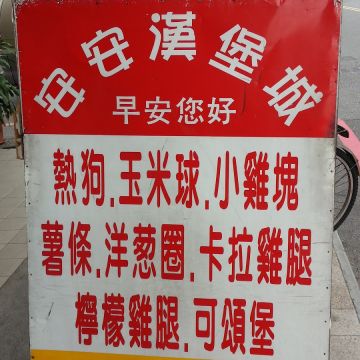 安安漢堡城
早安您好
熱狗.玉米球.小雞塊
薯條.洋蔥圈.卡拉雞腿
檸檬雞腿.可頌堡